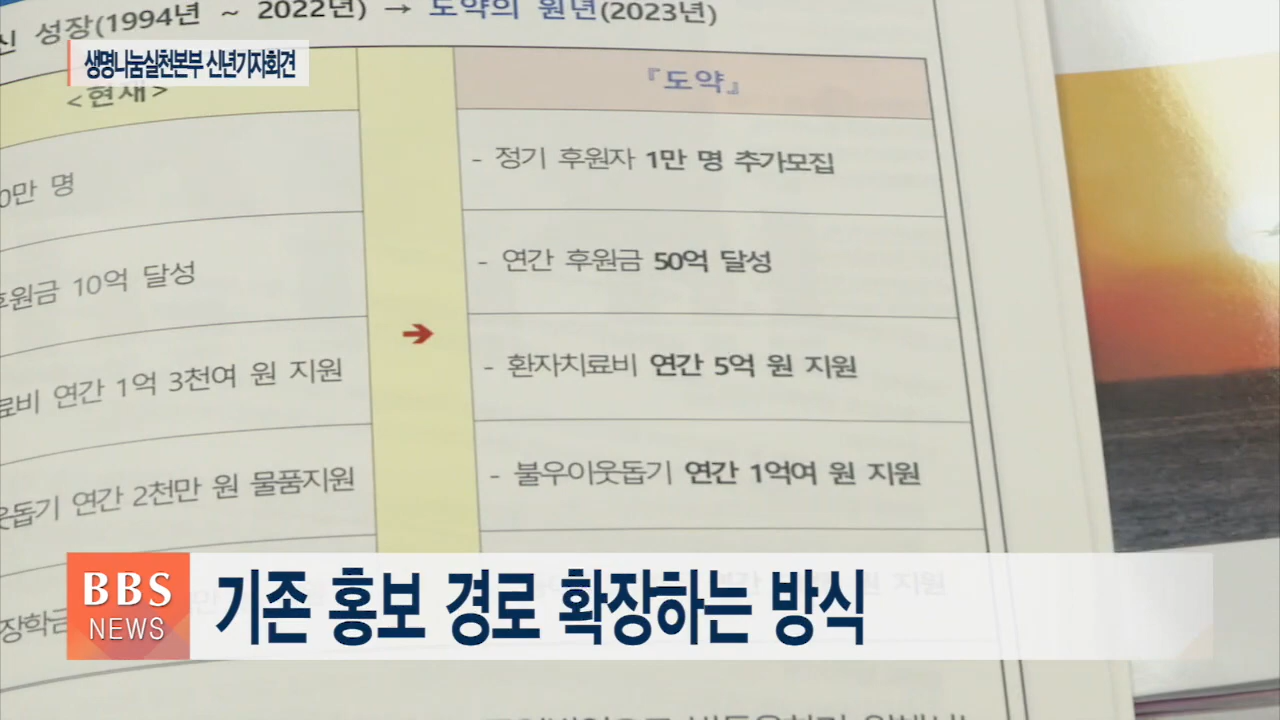 성장(1994년 ~ 2022년) → 도약의 원년(2023년)
생명나눔실천본부 신년기자회견
<현재>
『도약』
- 정기 후원자 1만 명 추가모집
0만 명
- 연간 후원금 50억 달성
후원금 10억 달성
- 환자치료비 연간 5억 원 지원
료비 연간 1억 3천여 원 지원
- 불우이웃돕기 연간 1억여 원 지원
웃돕기 연간 2천만 원 물품지원
BBS
NEWS
기존 홍보 경로 확장하는 방식
원 지원
장학금